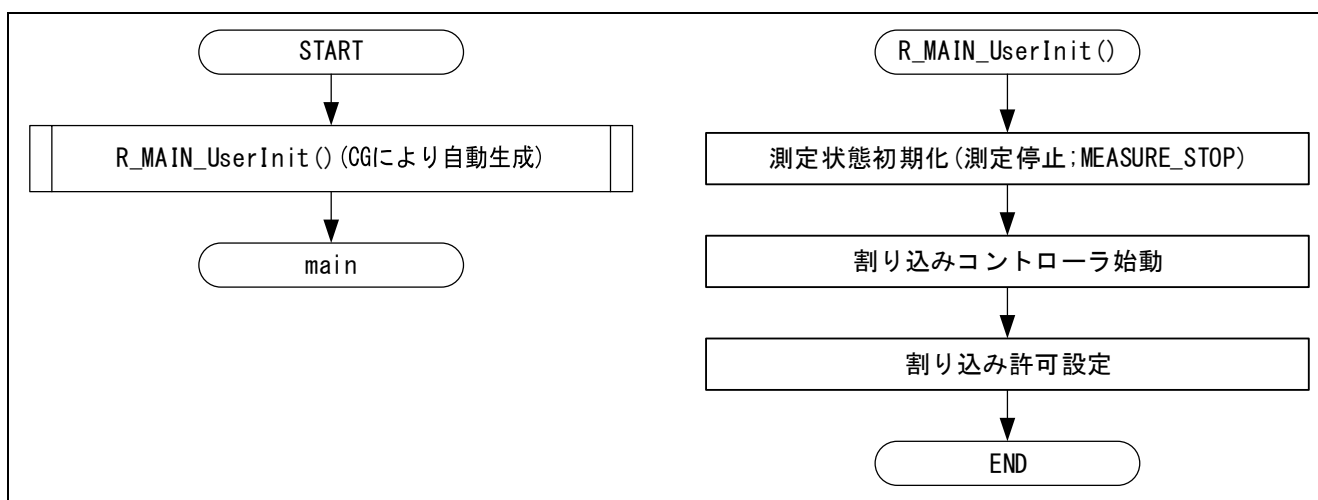 START
R_MAIN_UserInit()(CGにより自動生成)
main
R_MAIN_UserInit()
測定状態初期化(測定停止;MEASURE_STOP)
割り込みコントローラ始動
割り込み許可設定
END